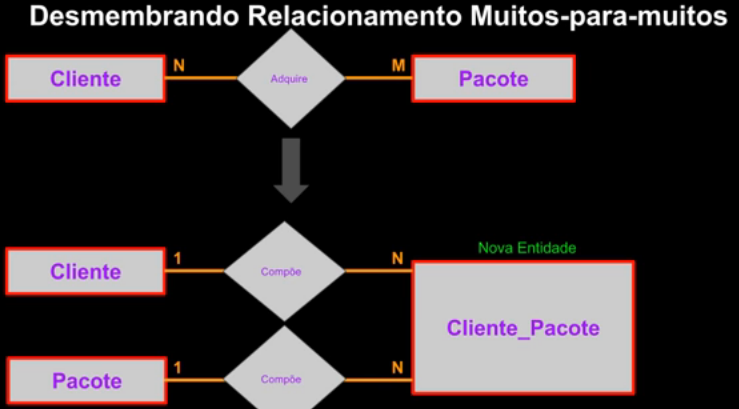 Desmembrando Relacionamento Muitos-para-muitos
Cliente
N
Adquire
M
Pacote
Nova Entidade
Cliente
1
Compõe
N
Cliente_Pacote
Pacote
1
Compõe
N